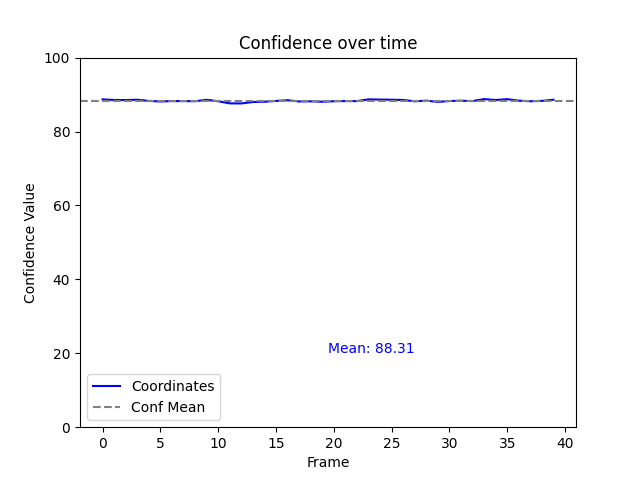 Confidence over time
100
80
60
40
20
0
Confidence Value
Mean: 88.31
Coordinates
Conf Mean
0 5 10 15 20 25 30 35 40
Frame